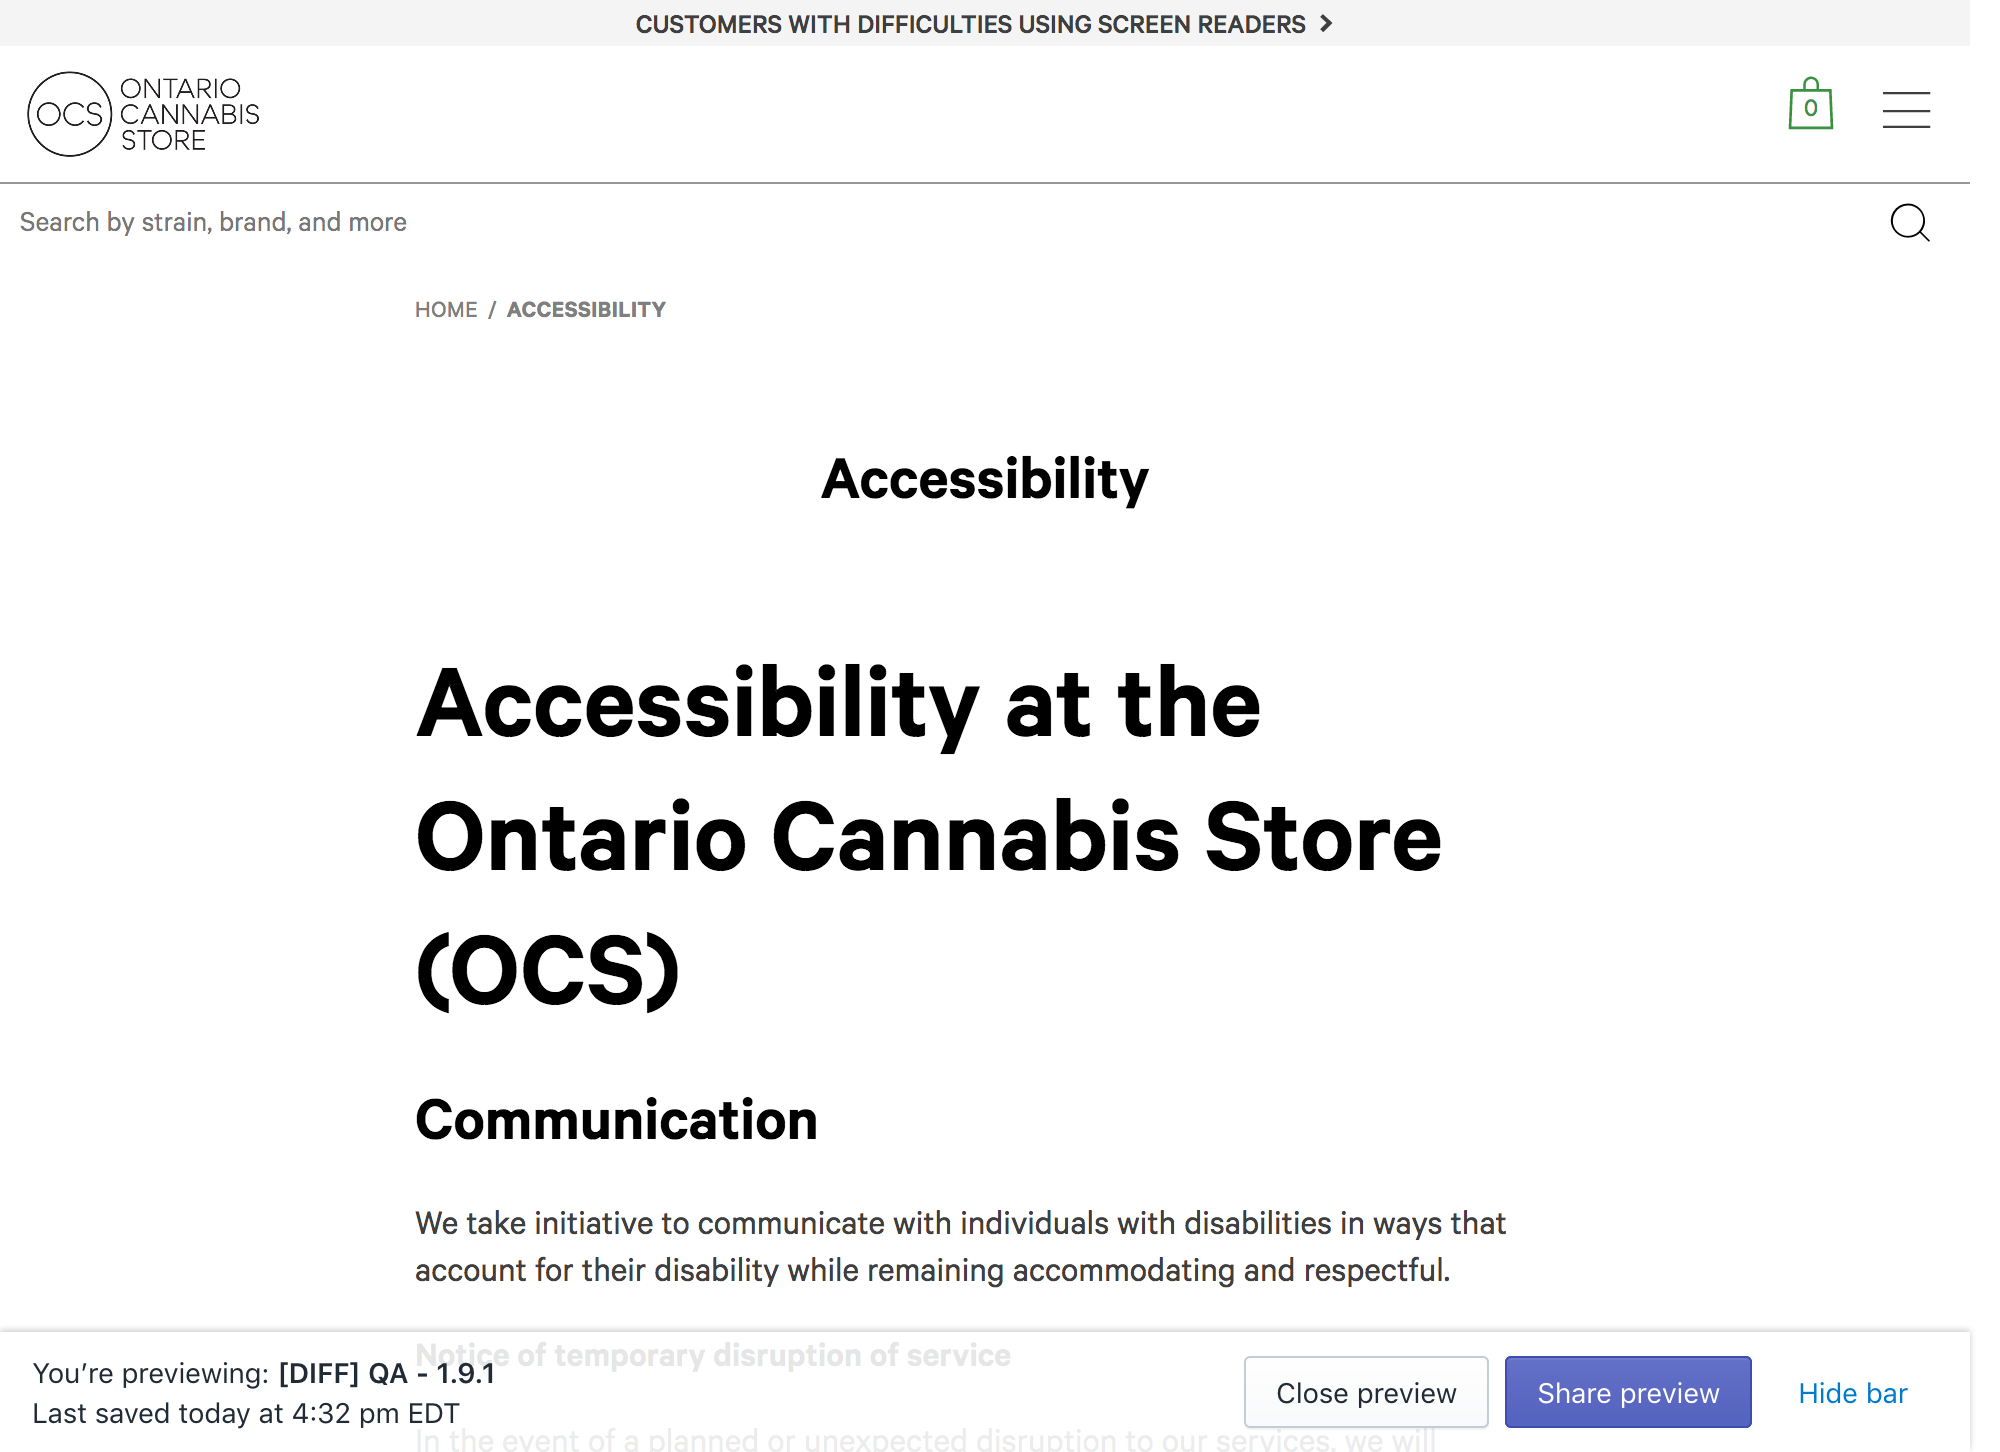 CUSTOMERS WITH DIFFICULTIES USING SCREEN READERS
OCS
ONTARIO
CANNABIS
STORE
0
Search by strain, brand, and more
HOME / ACCESSIBILITY
Accessibility
Accessibility at the
Ontario Cannabis Store
(OCS)
Communication
We take initiative to communicate with individuals with disabilities in ways that
account for their disability while remaining accommodating and respectful.
Notice of temporary disruption of service
You’re previewing: [DIFF] QA - 1.9.1
Last saved today at 4:32 pm EDT
Close preview
Share preview
Hide bar
In the event of a planned or unexpected disruption to our services, we will